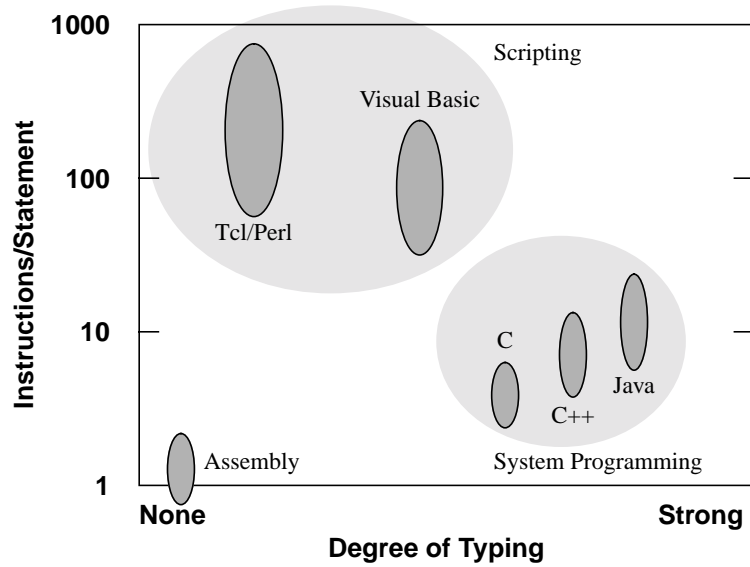 1000
Scripting
Visual Basic
100
Tcl/Perl
Instructions/Statement
10
C
Java
C++
Assembly
System Programming
1
None
Strong
Degree of Typing